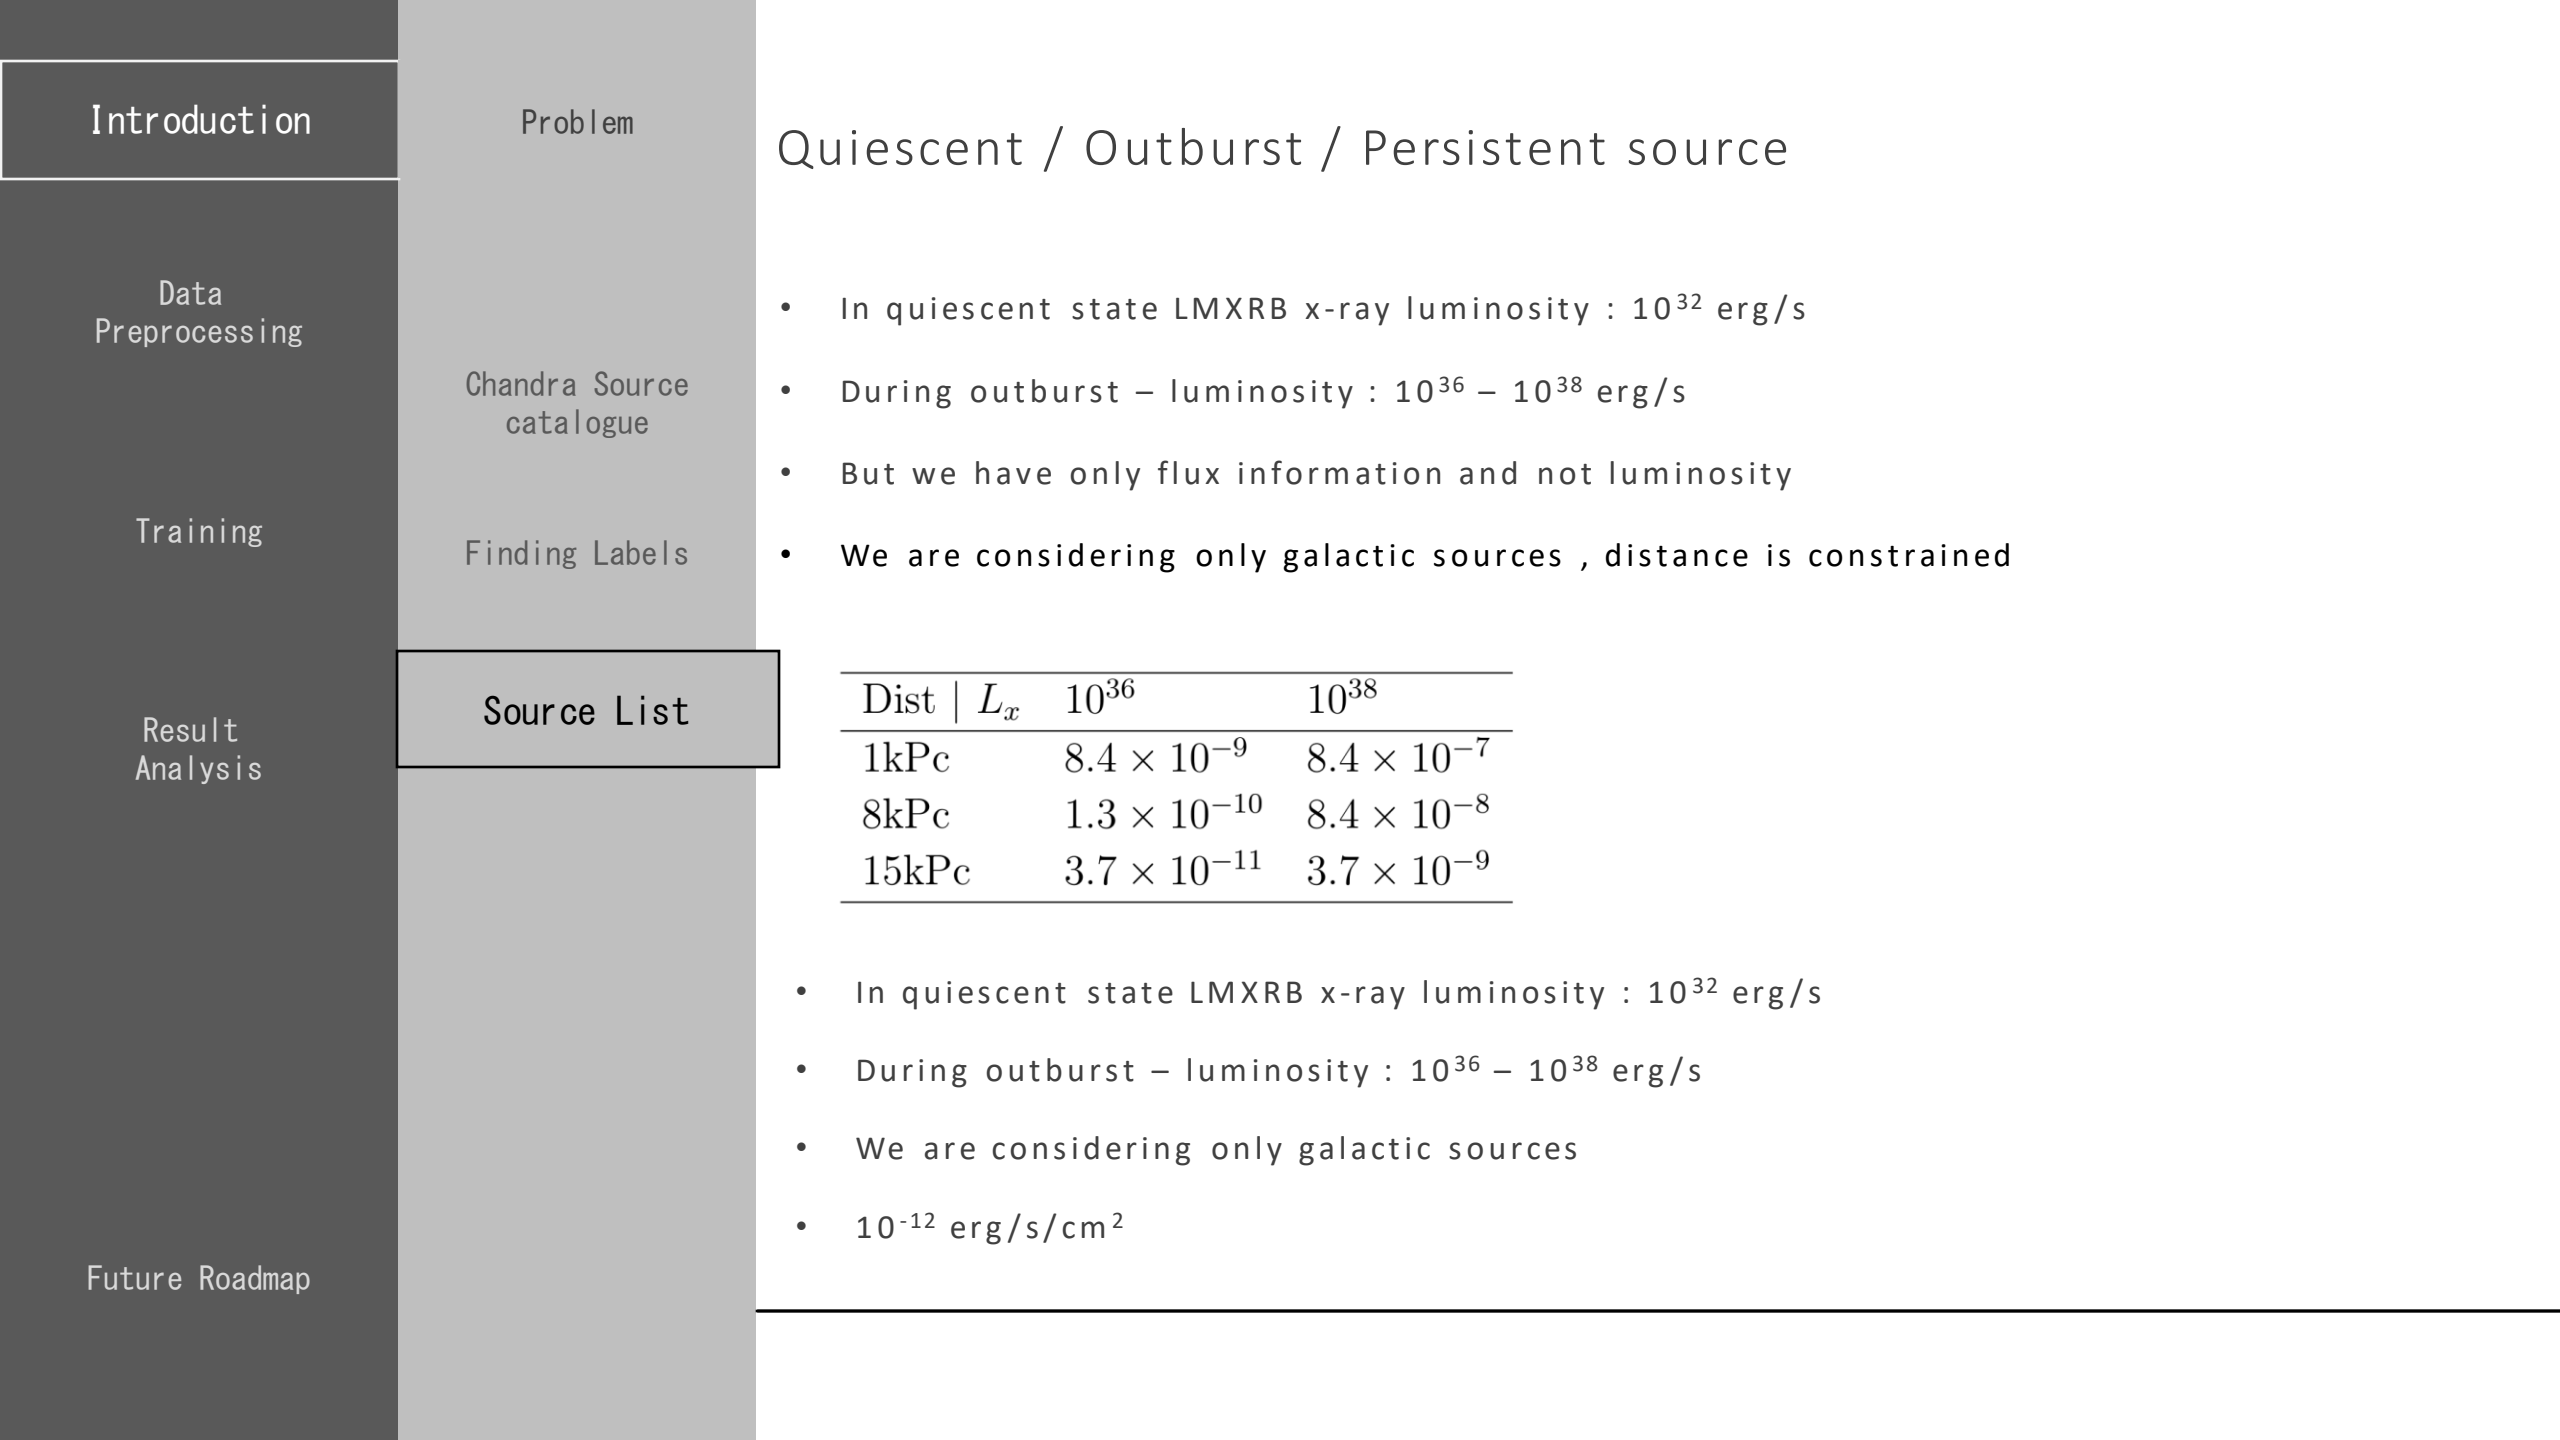 Introduction
Data
Preprocessing
Training
Result
Analysis
Future Roadmap
Problem
Chandra Source
catalogue
Finding Labels
Source List
Quiescent / Outburst / Persistent source
• In quiescent state LMXRB x-ray luminosity : 10³² erg/s
• During outburst – luminosity : 10³⁶ – 10³⁸ erg/s
• But we have only flux information and not luminosity
• We are considering only galactic sources , distance is constrained
Dist | Lₓ 10³⁶ 10³⁸
1kPc 8.4 × 10⁻⁹ 8.4 × 10⁻⁷
8kPc 1.3 × 10⁻¹⁰ 8.4 × 10⁻⁸
15kPc 3.7 × 10⁻¹¹ 3.7 × 10⁻⁹
• In quiescent state LMXRB x-ray luminosity : 10³² erg/s
• During outburst – luminosity : 10³⁶ – 10³⁸ erg/s
• We are considering only galactic sources
• 10⁻¹² erg/s/cm²